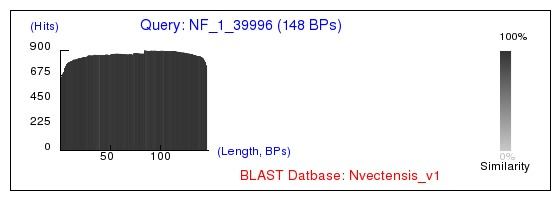 (Hits)
Query: NF_1_39996 (148 BPs)
900
675
450
225
0
50
100
(Length, BPs)
100%
0%
Similarity
BLAST Datbase: Nvectensis_v1